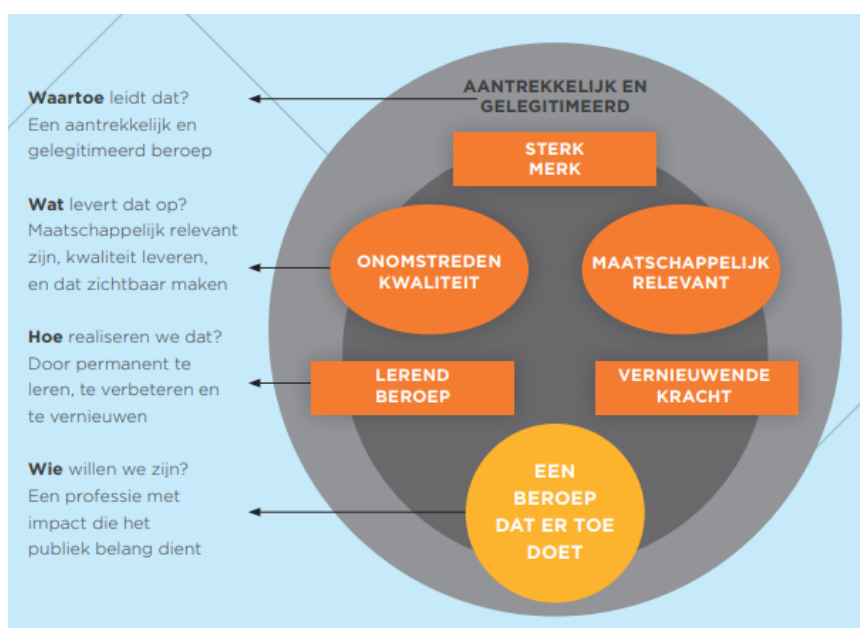 Waartoe leidt dat?
Een aantrekkelijk en
gelegitimeerd beroep
Wat levert dat op?
Maatschappelijk relevant
zijn, kwaliteit leveren,
en dat zichtbaar maken
Hoe realiseren we dat?
Door permanent te
leren, te verbeteren en
te vernieuwen
Wie willen we zijn?
Een professie met
impact die het
publiek belang dient
AANTREKKELIJK EN
GELEGITIMEERD
STERK
MERK
ONOMSTREDEN
KWALITEIT
MAATSCHAPPELIJK
RELEVANT
LEREND
BEROEP
VERNIEUWENDE
KRACHT
EEN
BEROEP
DAT ER TOE
DOET